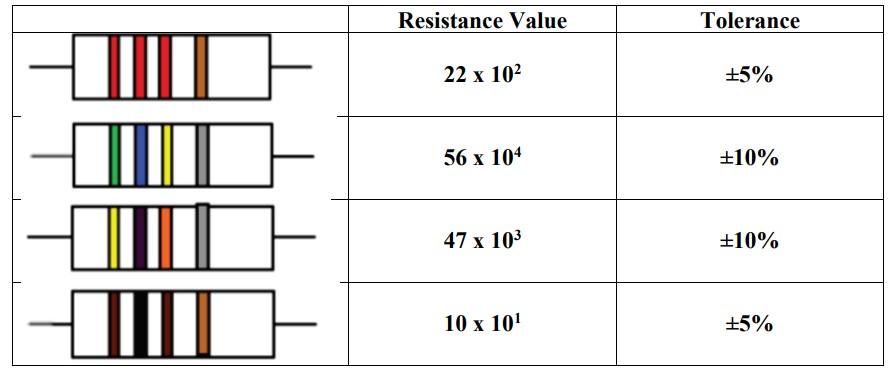 Resistance Value Tolerance
22 x 10² ±5%
56 x 10⁴ ±10%
47 x 10³ ±10%
10 x 10¹ ±5%